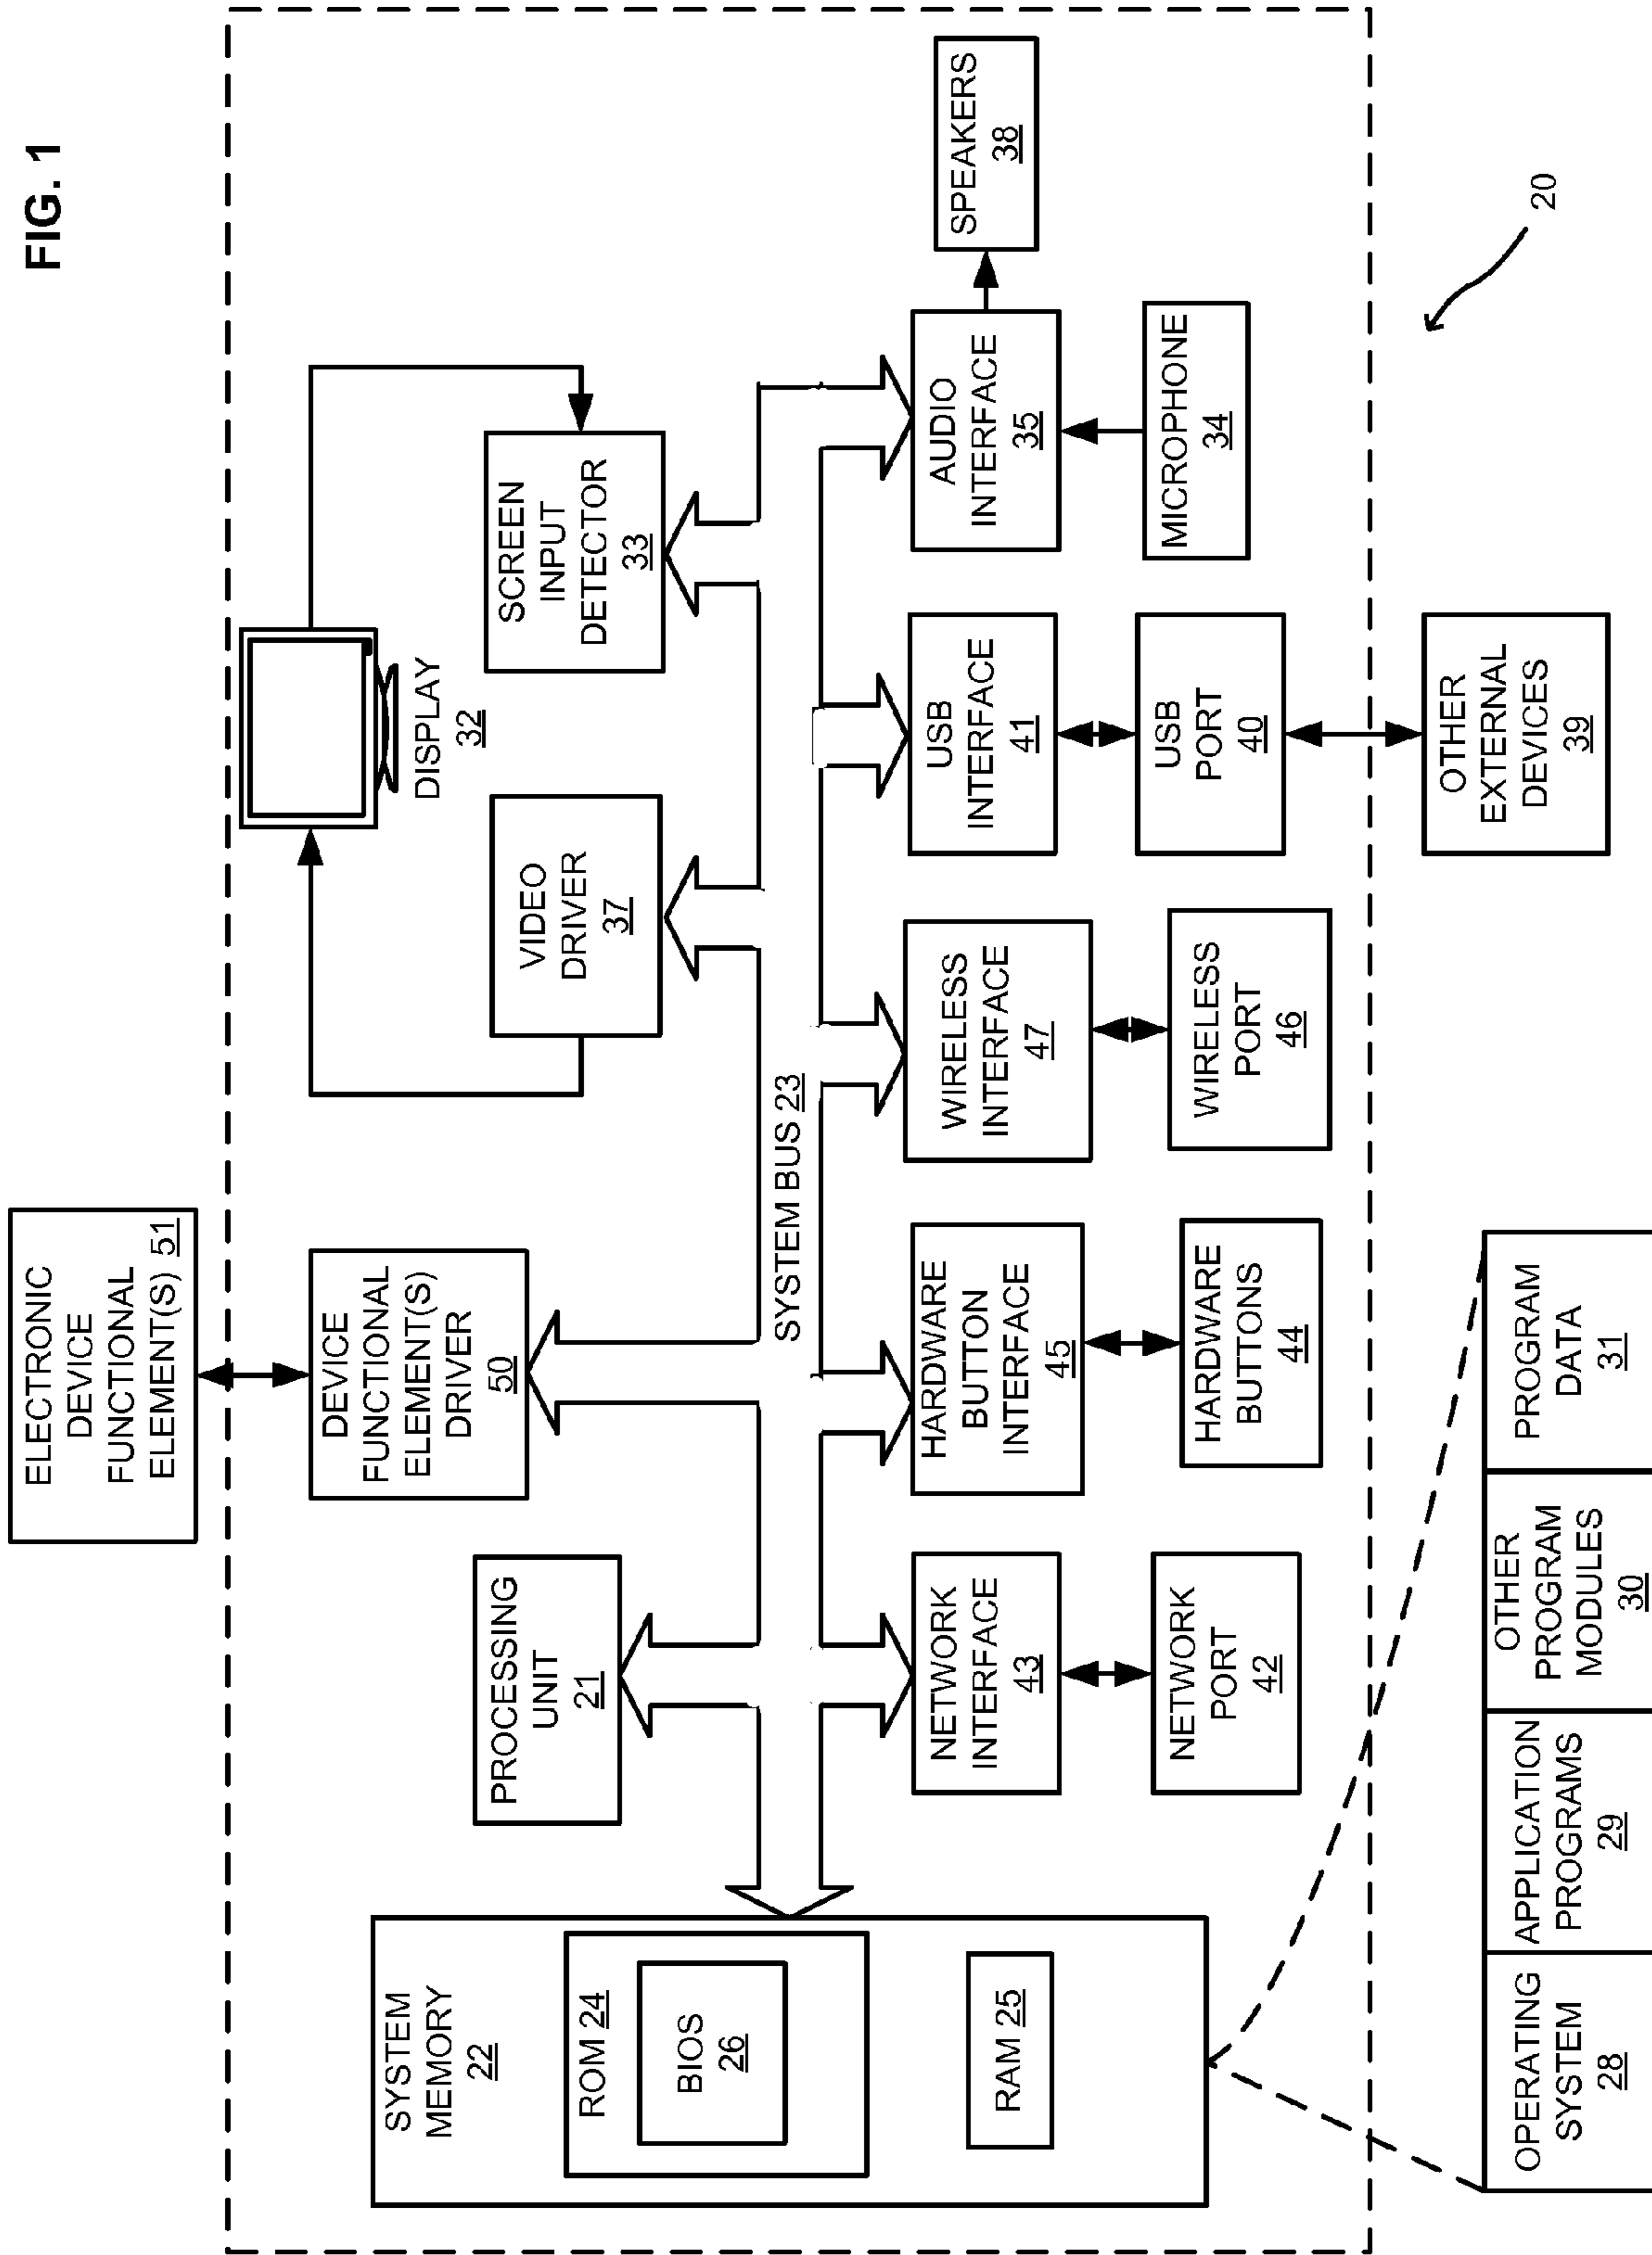 FIG. 1
ELECTRONIC
DEVICE
FUNCTIONAL
ELEMENT(S) 51
DISPLAY
32
DEVICE
FUNCTIONAL
ELEMENT(S)
DRIVER
50
PROCESSING
UNIT
21
VIDEO
DRIVER
37
SCREEN
INPUT
DETECTOR
33
SYSTEM
MEMORY
22
ROM 24
BIOS
26
RAM 25
SYSTEM BUS 23
NETWORK
INTERFACE
43
HARDWARE
BUTTON
INTERFACE
45
WIRELESS
INTERFACE
47
USB
INTERFACE
41
AUDIO
INTERFACE
35
SPEAKERS
38
NETWORK
PORT
42
HARDWARE
BUTTONS
44
WIRELESS
PORT
46
USB
PORT
40
MICROPHONE
34
OPERATING
SYSTEM
28
APPLICATION
PROGRAMS
29
OTHER
PROGRAM
MODULES
30
PROGRAM
DATA
31
OTHER
EXTERNAL
DEVICES
39
20